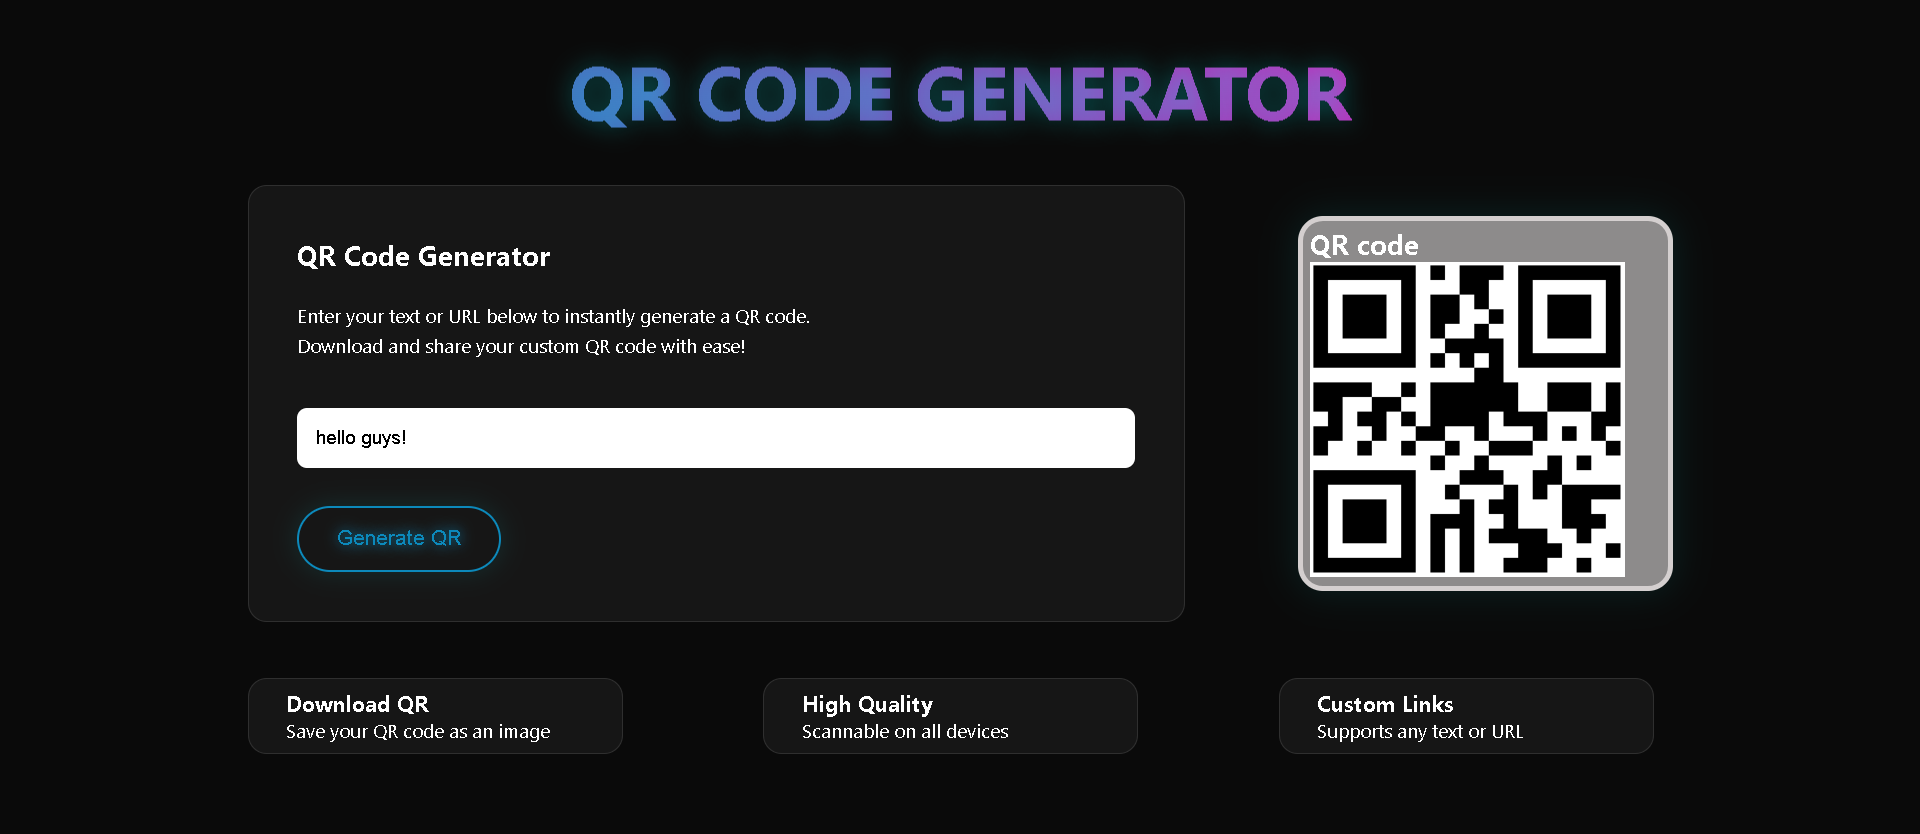 QR CODE GENERATOR
QR Code Generator
Enter your text or URL below to instantly generate a QR code.
Download and share your custom QR code with ease!
hello guys!
Generate QR
QR code
Download QR
Save your QR code as an image
High Quality
Scannable on all devices
Custom Links
Supports any text or URL